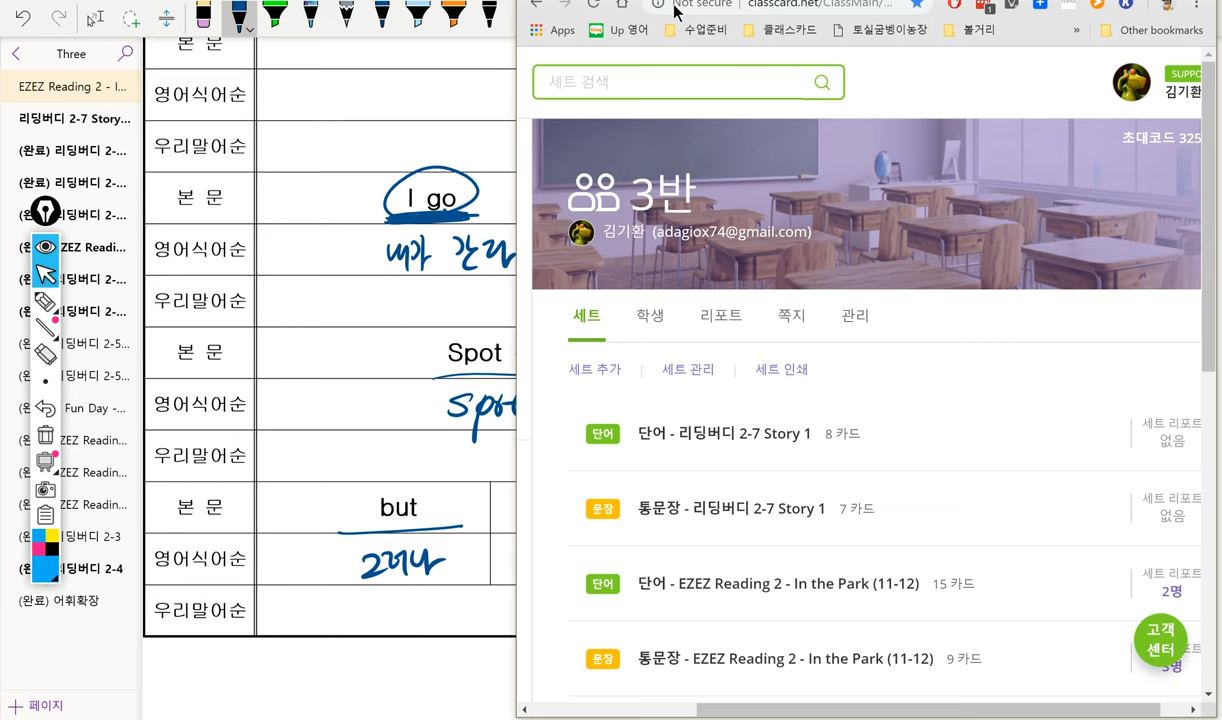 Three
EZEZ Reading 2 - I...
리딩버디 2-7 Story...
(완료) 리딩버디 2-...
(완료) 리딩버디 2-...
ZEZ Readi...
2-...
2-...
딩버디 2-5...
딩버디 2-5...
Fun Day -...
ZEZ Readin...
ZEZ Readin...
ZEZ Readin...
딩버디 2-3
딩버디 2-4
(완료) 어휘확장
페이지
본 문
영어식어순
우리말어순
본 문 I go
영어식어순 내가 간다
우리말어순
본 문 Spot
영어식어순 Spot
우리말어순
본 문 but
영어식어순 그러나
우리말어순
Not secure | classcard.net/ClassMain/...
Apps Up 영어 수업준비 클래스카드 토실굼벵이농장 볼거리 » Other bookmarks
세트 검색
SUPPO
김기환
초대코드 325
3반
김기환 (adagiox74@gmail.com)
세트 학생 리포트 쪽지 관리
세트 추가 | 세트 관리 | 세트 인쇄
단어 단어 - 리딩버디 2-7 Story 1 8 카드 세트 리포트
없음
문장 통문장 - 리딩버디 2-7 Story 1 7 카드 세트 리포트
없음
단어 단어 - EZEZ Reading 2 - In the Park (11-12) 15 카드 세트 리포트
2명
문장 통문장 - EZEZ Reading 2 - In the Park (11-12) 9 카드
3명
고객
센터